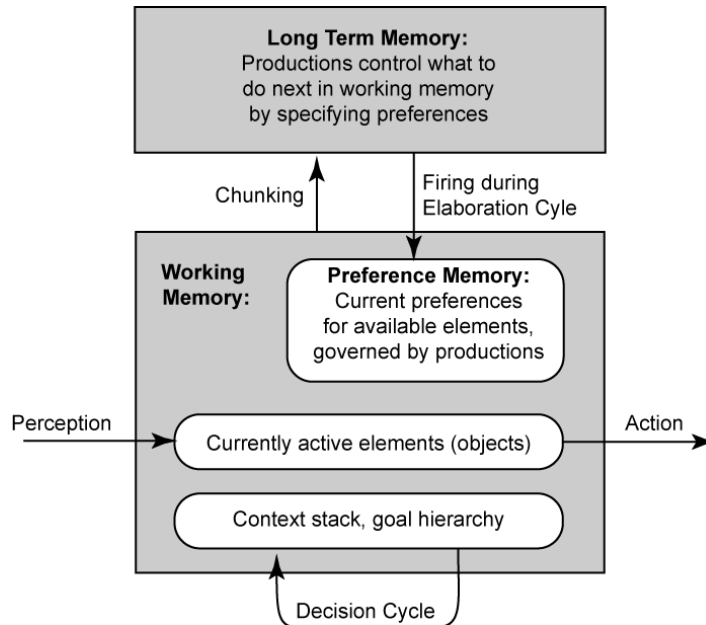 Long Term Memory:
Productions control what to
do next in working memory
by specifying preferences
Chunking
Firing during
Elaboration Cyle
Working
Memory:
Preference Memory:
Current preferences
for available elements,
governed by productions
Perception
Currently active elements (objects)
Action
Context stack, goal hierarchy
Decision Cycle